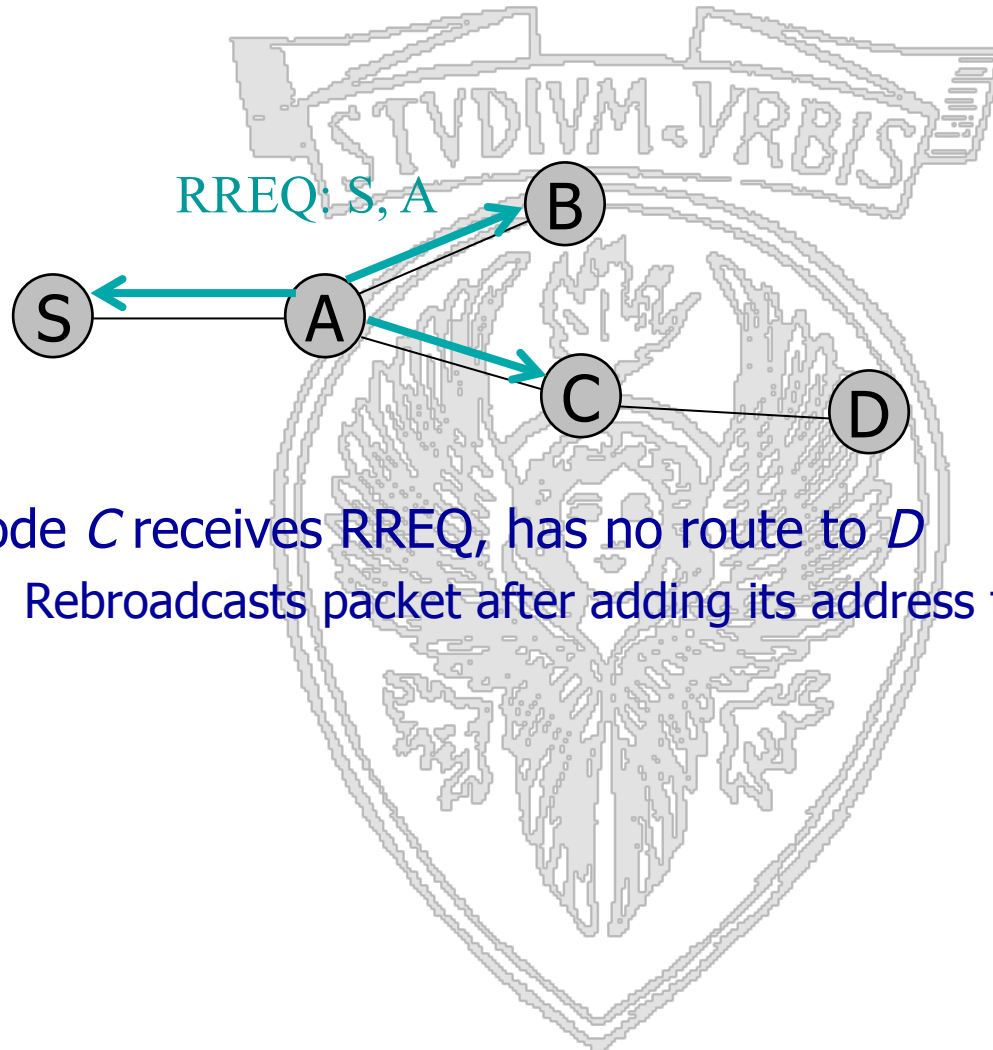 STVDIVM VRBIS
RREQ: S, A
B
S
A
C
D
ode C receives RREQ, has no route to D
Rebroadcasts packet after adding its address